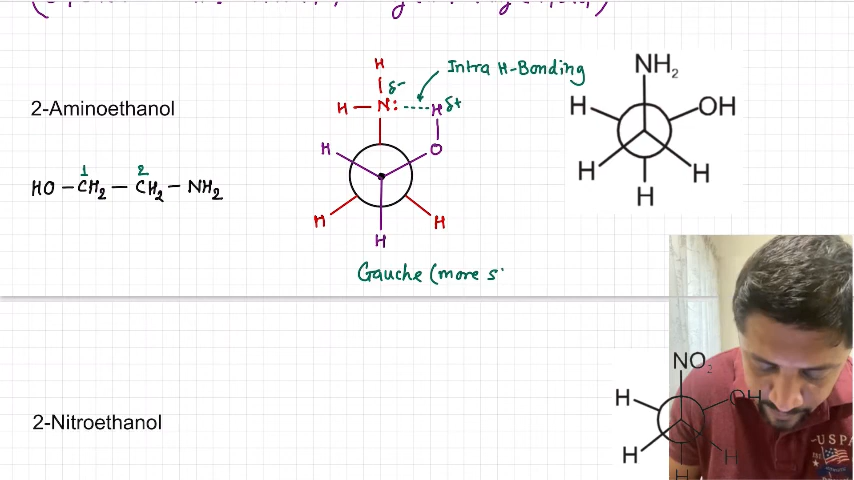 H
δ-
Intra H-Bonding
NH2
2-Aminoethanol
H – N: --- H δ+
H
OH
H
O
1 2
HO – CH2 – CH2 – NH2
H
H
H
H
H
H
Gauche (more s
NO2
H
OH
2-Nitroethanol
H
H
H
USPA